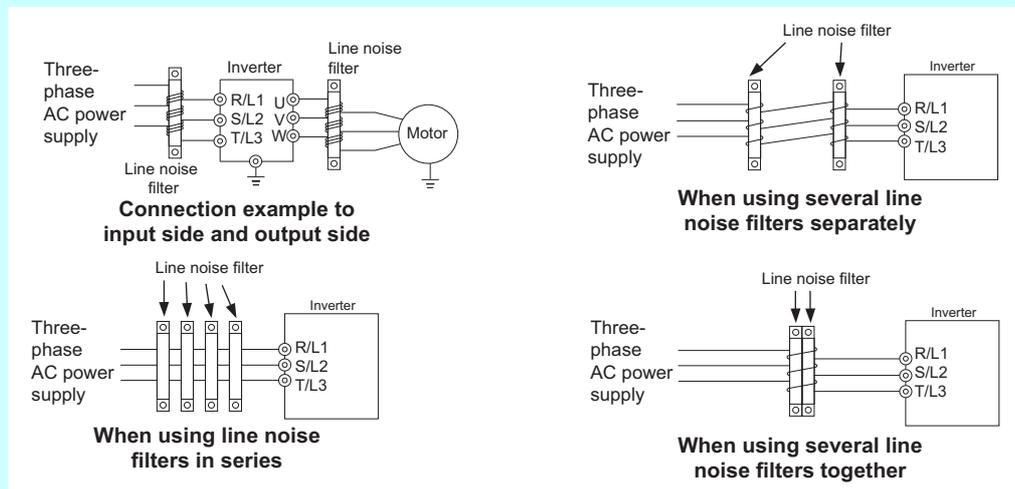 Three-
phase
AC power
supply
Line noise
filter
Inverter
R/L1
S/L2
T/L3
U
V
W
Line noise
filter
Motor
Connection example to
input side and output side
Line noise filter
Three-
phase
AC power
supply
Inverter
R/L1
S/L2
T/L3
When using several line
noise filters separately
Line noise filter
Three-
phase
AC power
supply
Inverter
R/L1
S/L2
T/L3
When using line noise
filters in series
Line noise filter
Three-
phase
AC power
supply
Inverter
R/L1
S/L2
T/L3
When using several line
noise filters together